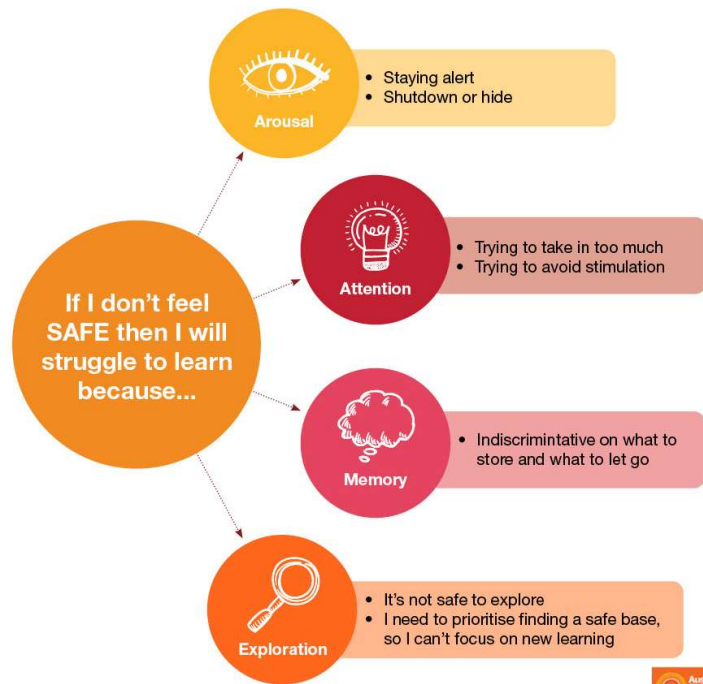 Staying alert
Shutdown or hide
Arousal
Trying to take in too much
Trying to avoid stimulation
Attention
If I don't feel
SAFE then I will
struggle to learn
because...
Indiscrimintative on what to
store and what to let go
Memory
It's not safe to explore
I need to prioritise finding a safe base,
so I can't focus on new learning
Exploration